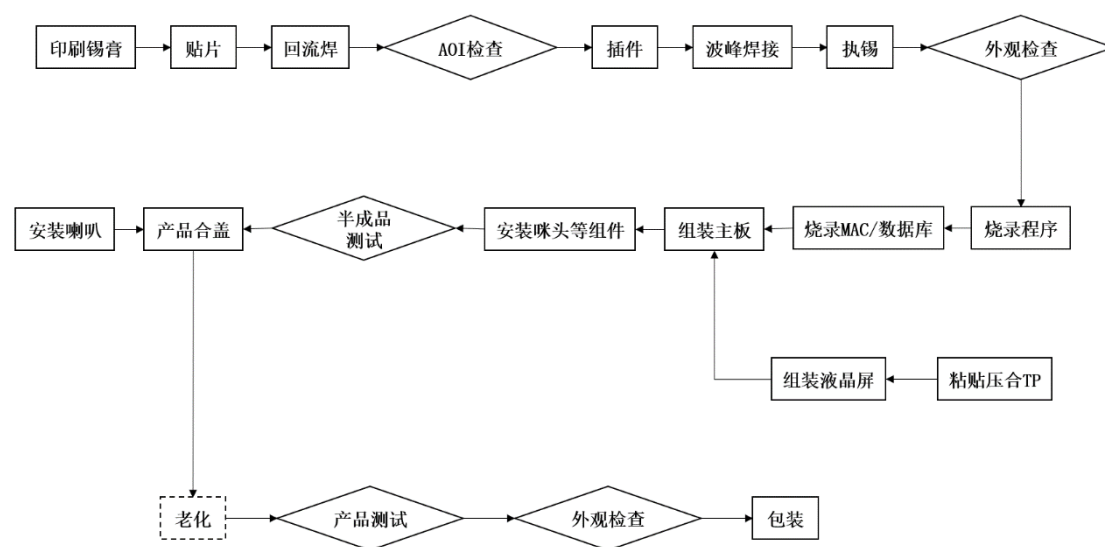 印刷锡膏
贴片
回流焊
AOI检查
插件
波峰焊接
执锡
外观检查
安装喇叭
产品合盖
半成品
测试
安装咪头等组件
组装主板
烧录MAC/数据库
烧录程序
组装液晶屏
粘贴压合TP
老化
产品测试
外观检查
包装